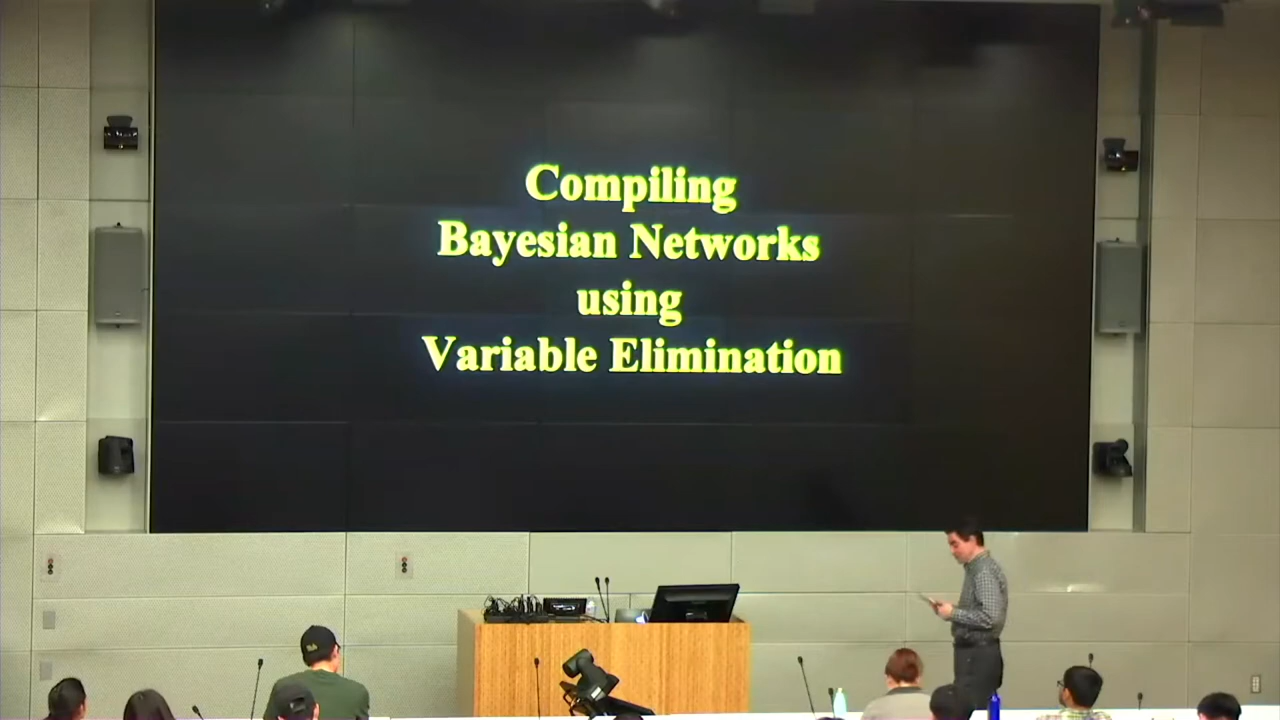 Compiling
Bayesian Networks
using
Variable Elimination